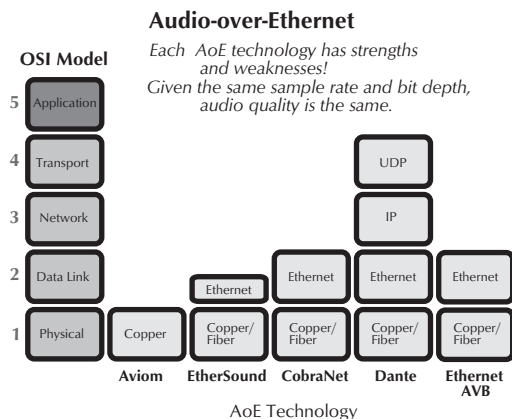 Audio-over-Ethernet
Each AoE technology has strengths
and weaknesses!
Given the same sample rate and bit depth,
audio quality is the same.
OSI Model
5 Application
4 Transport UDP
3 Network IP
2 Data Link Ethernet Ethernet Ethernet Ethernet
1 Physical Copper Copper/ Copper/ Copper/ Copper/
Fiber Fiber Fiber Fiber
Aviom EtherSound CobraNet Dante Ethernet
AVB
AoE Technology